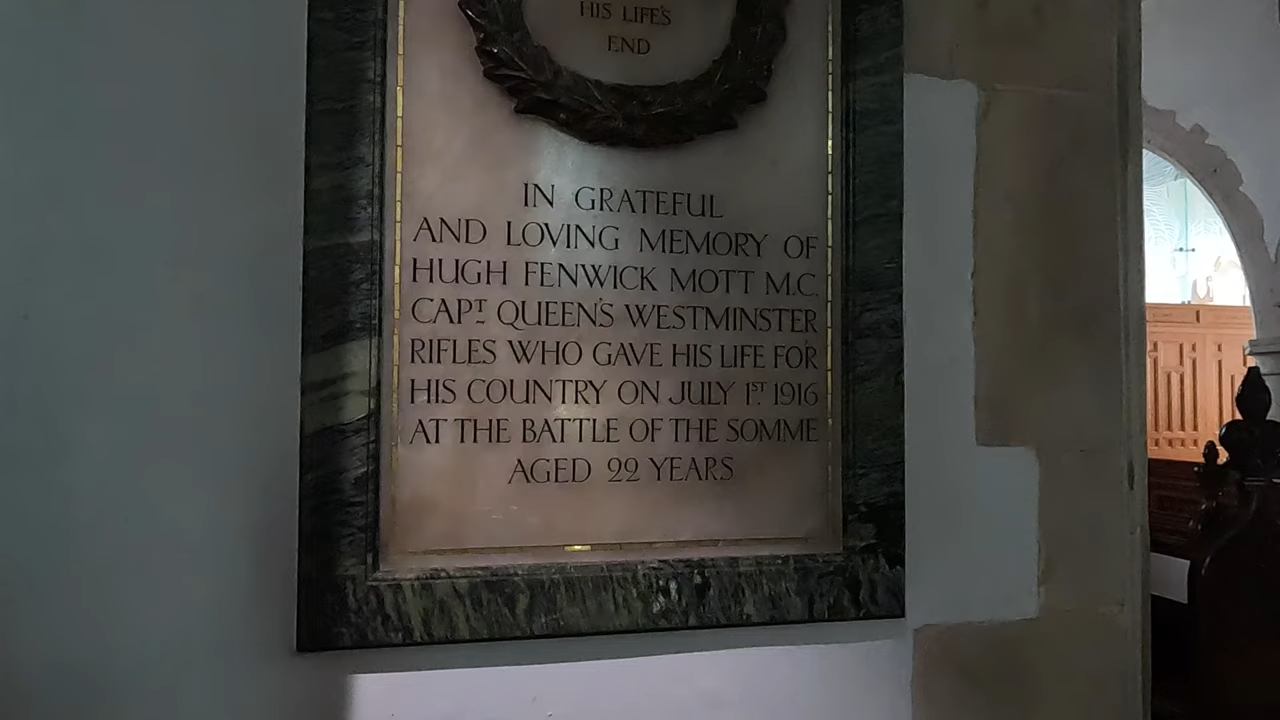 HIS LIFE'S
END
IN GRATEFUL
AND LOVING MEMORY OF
HUGH FENWICK MOTT M.C.
CAPT QUEEN'S WESTMINSTER
RIFLES WHO GAVE HIS LIFE FOR
HIS COUNTRY ON JULY 1ST 1916
AT THE BATTLE OF THE SOMME
AGED 22 YEARS